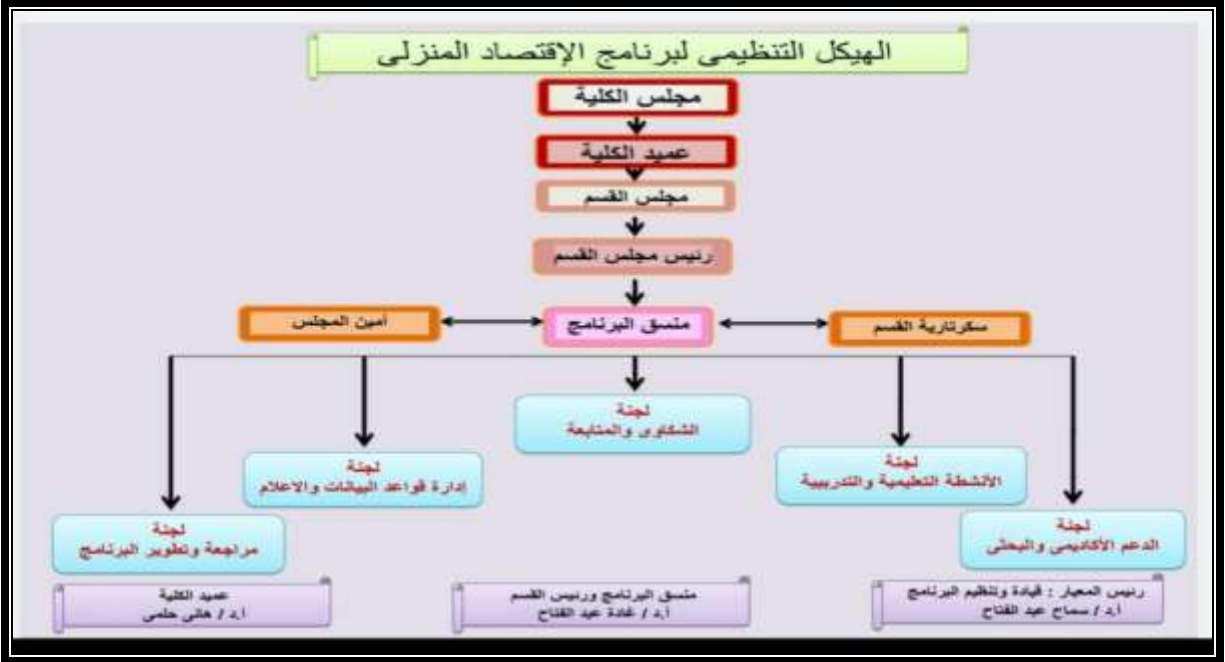 الهيكل التنظيمى لبرنامج الإقتصاد المنزلى
مجلس الكلية
عميد الكلية
مجلس القسم
رئيس مجلس القسم
سكرتارية القسم
منسق البرنامج
أمين المجلس
لجنة
الشكاوى والمتابعة
لجنة
الأنشطة التعليمية والتدريبية
لجنة
إدارة قواعد البيانات والاعلام
لجنة
الدعم الأكاديمى والبحثى
لجنة
مراجعة وتطوير البرنامج
رئيس المعيار : قيادة وتنظيم البرنامج
أ.د / سماح عبد الفتاح
منسق البرنامج ورئيس القسم
أ.د / غادة عبد الفتاح
عميد الكلية
أ.د / هانى حلمى